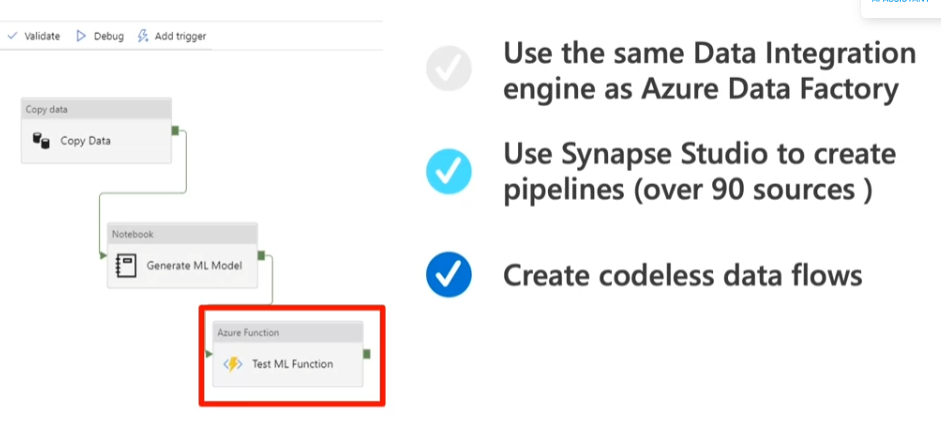 AI ASSISTANT
Validate Debug Add trigger
Copy data
Copy Data
Notebook
Generate ML Model
Azure Function
Test ML Function
Use the same Data Integration
engine as Azure Data Factory
Use Synapse Studio to create
pipelines (over 90 sources )
Create codeless data flows